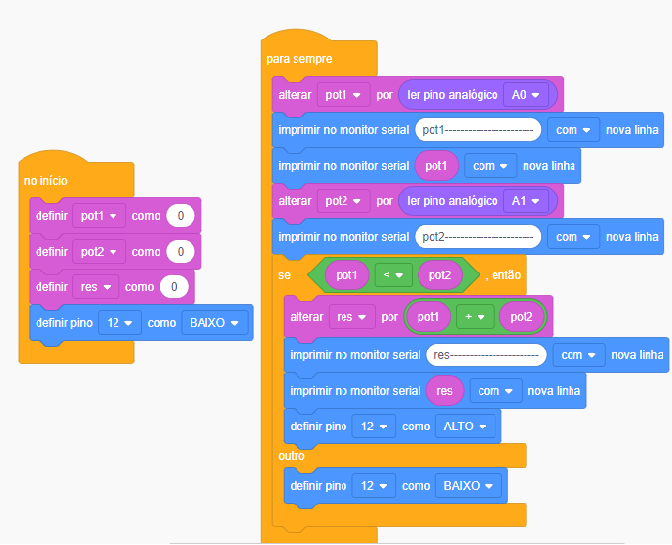 no início
definir pot1 como 0
definir pot2 como 0
definir res como 0
definir pino 12 como BAIXO
para sempre
alterar pot1 por ler pino analógico A0
imprimir no monitor serial pot1----------------------- com nova linha
imprimir no monitor serial pot1 com nova linha
alterar pot2 por ler pino analógico A1
imprimir no monitor serial pot2----------------------- com nova linha
se pot1 < pot2 , então
alterar res por pot1 + pot2
imprimir no monitor serial res----------------------- com nova linha
imprimir no monitor serial res com nova linha
definir pino 12 como ALTO
outro
definir pino 12 como BAIXO